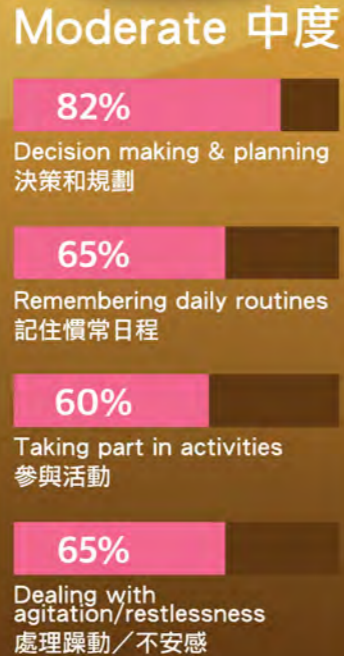 Moderate 中度
82%
Decision making & planning
決策和規劃
65%
Remembering daily routines
記住慣常日程
60%
Taking part in activities
參與活動
65%
Dealing with
agitation/restlessness
處理躁動／不安感